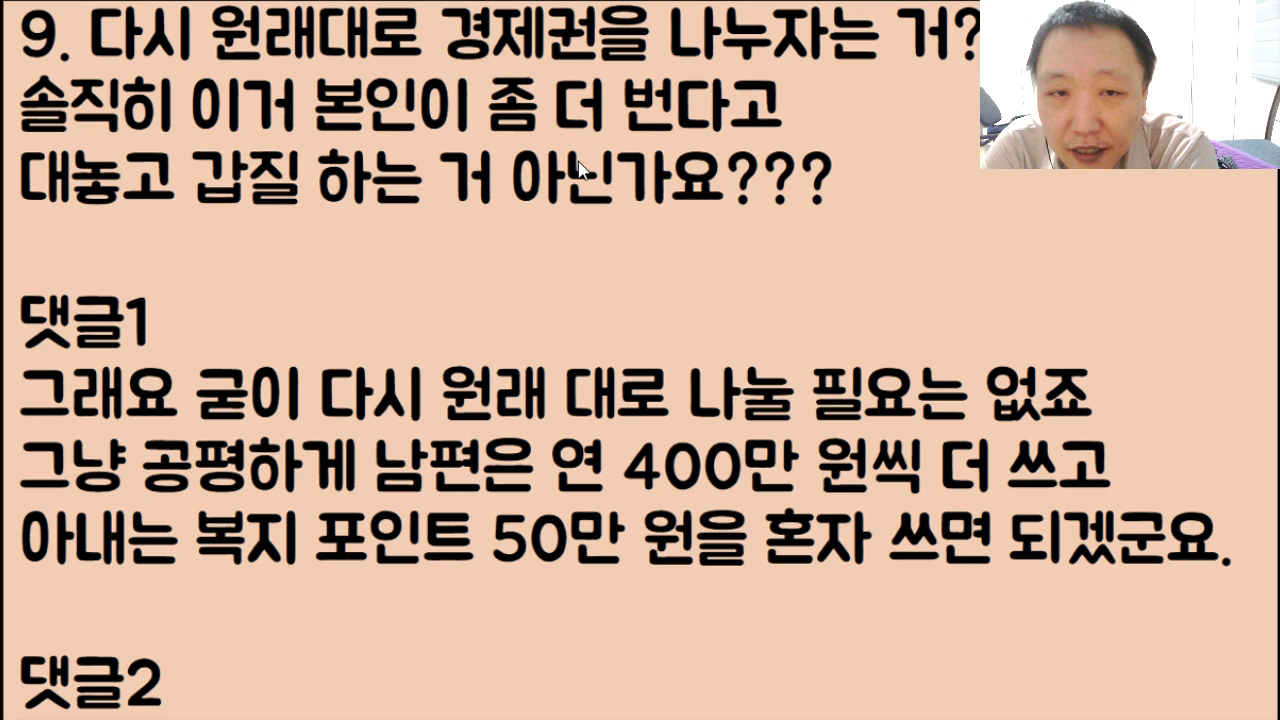 9. 다시 원래대로 경제권을 나누자는 거?
솔직히 이거 본인이 좀 더 번다고
대놓고 갑질 하는 거 아닌가요???
댓글1
그래요 굳이 다시 원래 대로 나눌 필요는 없죠
그냥 공평하게 남편은 연 400만 원씩 더 쓰고
아내는 복지 포인트 50만 원을 혼자 쓰면 되겠군요.
댓글2